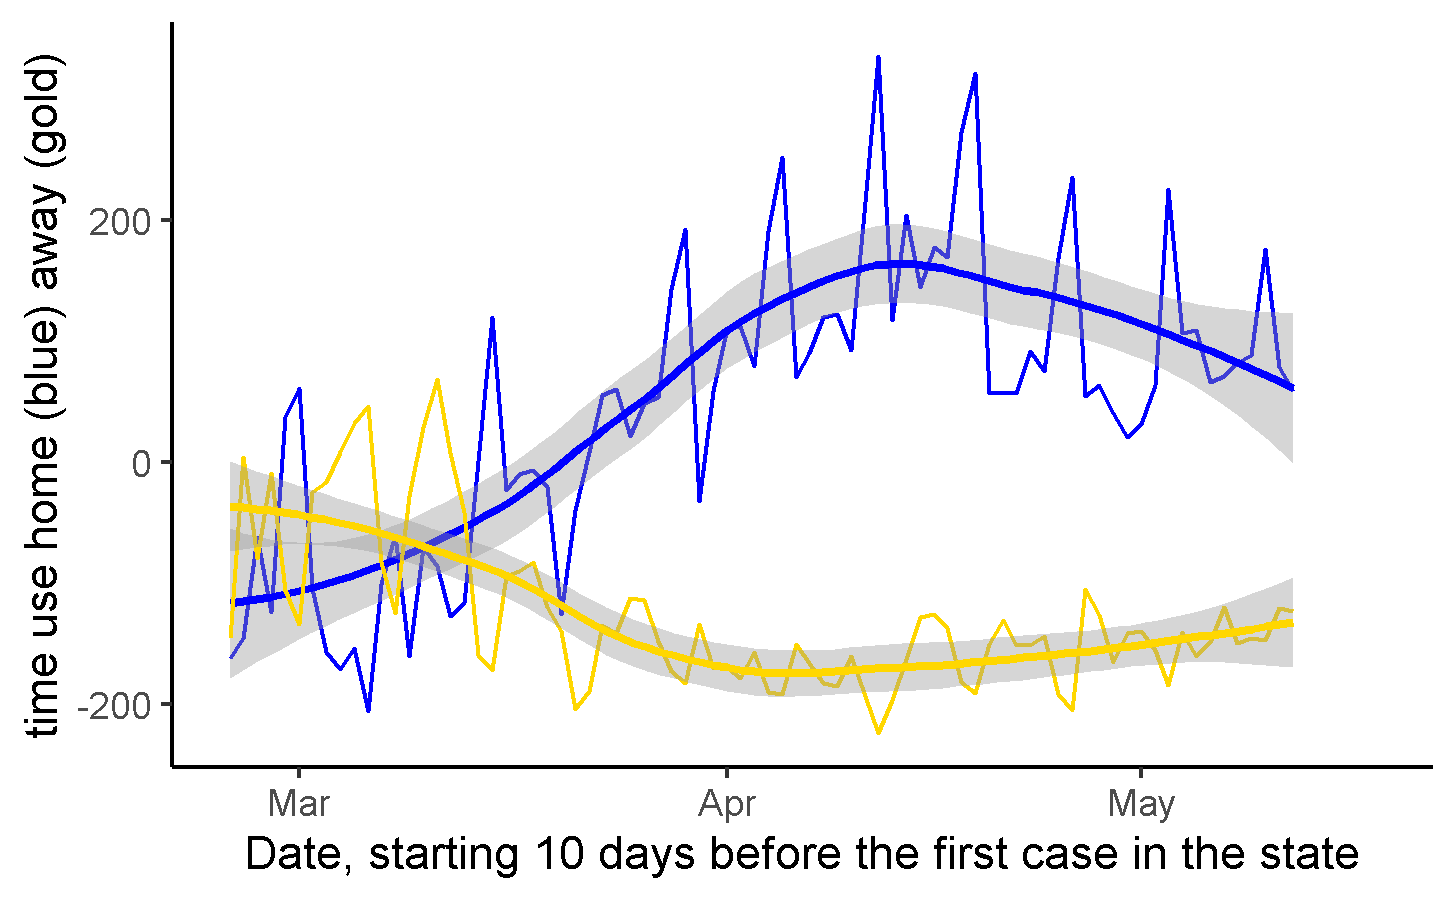 time use home (blue) away (gold)
200
0
-200
Mar Apr May
Date, starting 10 days before the first case in the state